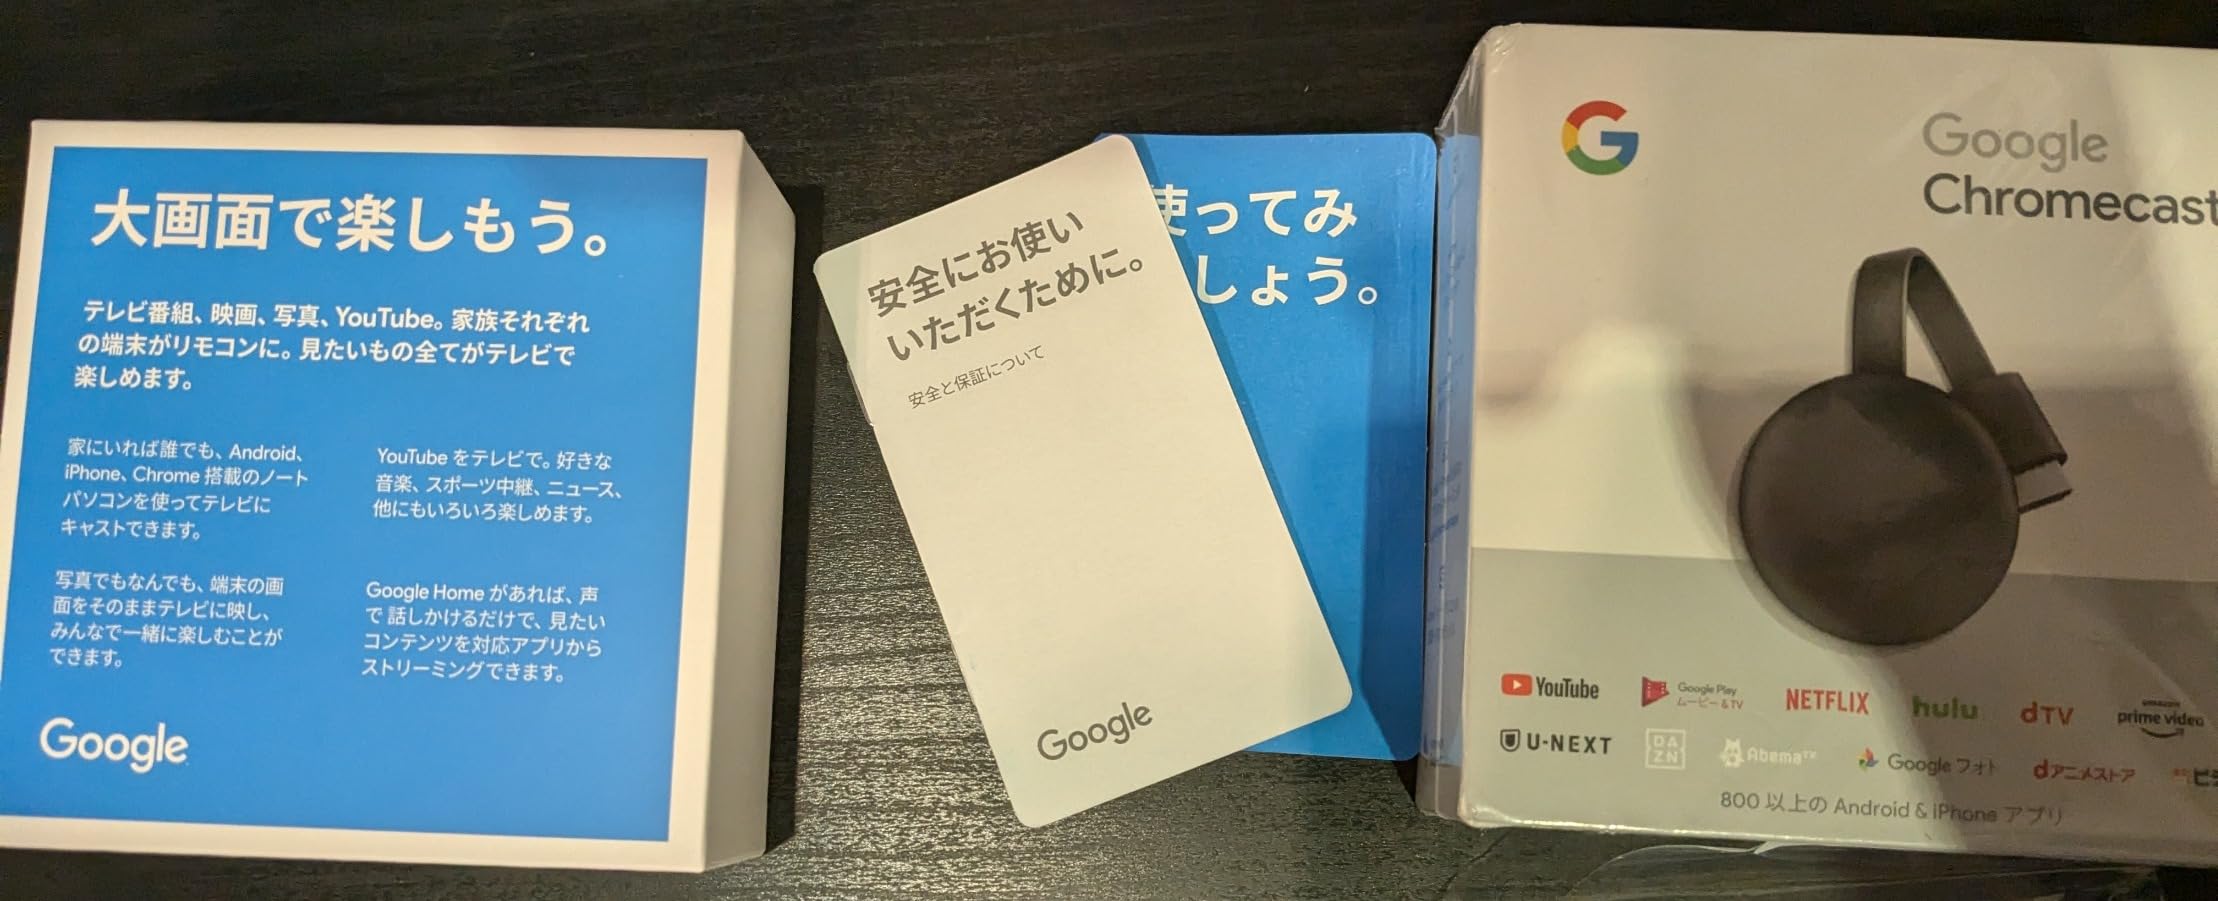 大画面で楽しもう。
テレビ番組、映画、写真、YouTube。家族それぞれ
の端末がリモコンに。見たいもの全てがテレビで
楽しめます。
家にいれば誰でも、Android、
iPhone、Chrome 搭載のノート
パソコンを使ってテレビに
キャストできます。
YouTube をテレビで。好きな
音楽、スポーツ中継、ニュース、
他にもいろいろ楽しめます。
写真でもなんでも、端末の画
面をそのままテレビに映し、
みんなで一緒に楽しむことが
できます。
Google Home があれば、声
で 話しかけるだけで、見たい
コンテンツを対応アプリから
ストリーミングできます。
Google
安全にお使い
いただくために。
安全と保証について
Google
使ってみ
しょう。
G
Google
Chromecast
YouTube
Google Play
ムービー & TV
NETFLIX
hulu
dTV
amazon
prime video
U-NEXT
DA
ZN
AbemaTV
Google フォト
dアニメストア
ビデ
800 以上の Android & iPhone アプリ